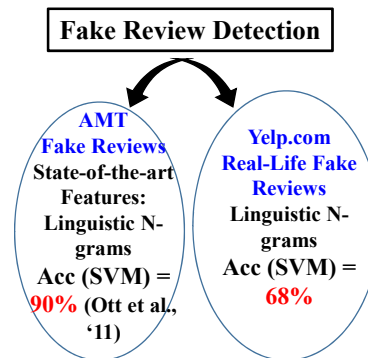 Fake Review Detection
AMT
Fake Reviews
State-of-the-art
Features:
Linguistic N-
grams
Acc (SVM) =
90% (Ott et al.,
‘11)
Yelp.com
Real-Life Fake
Reviews
Linguistic N-
grams
Acc (SVM) =
68%